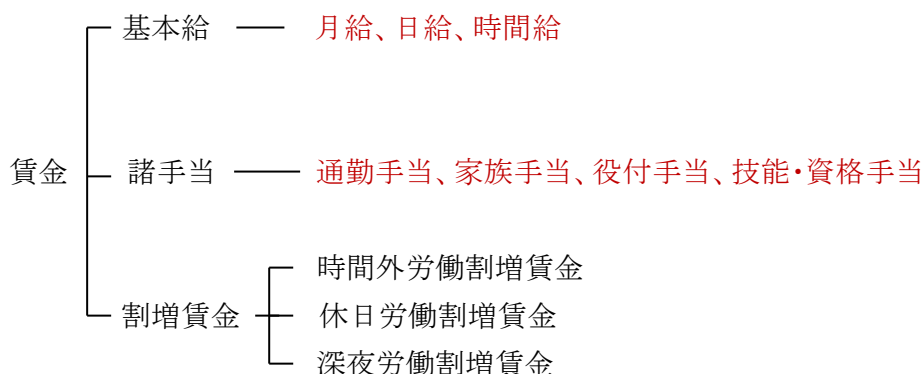 基本給 月給、日給、時間給
賃金 諸手当 通勤手当、家族手当、役付手当、技能・資格手当
時間外労働割増賃金
割増賃金 休日労働割増賃金
深夜労働割増賃金